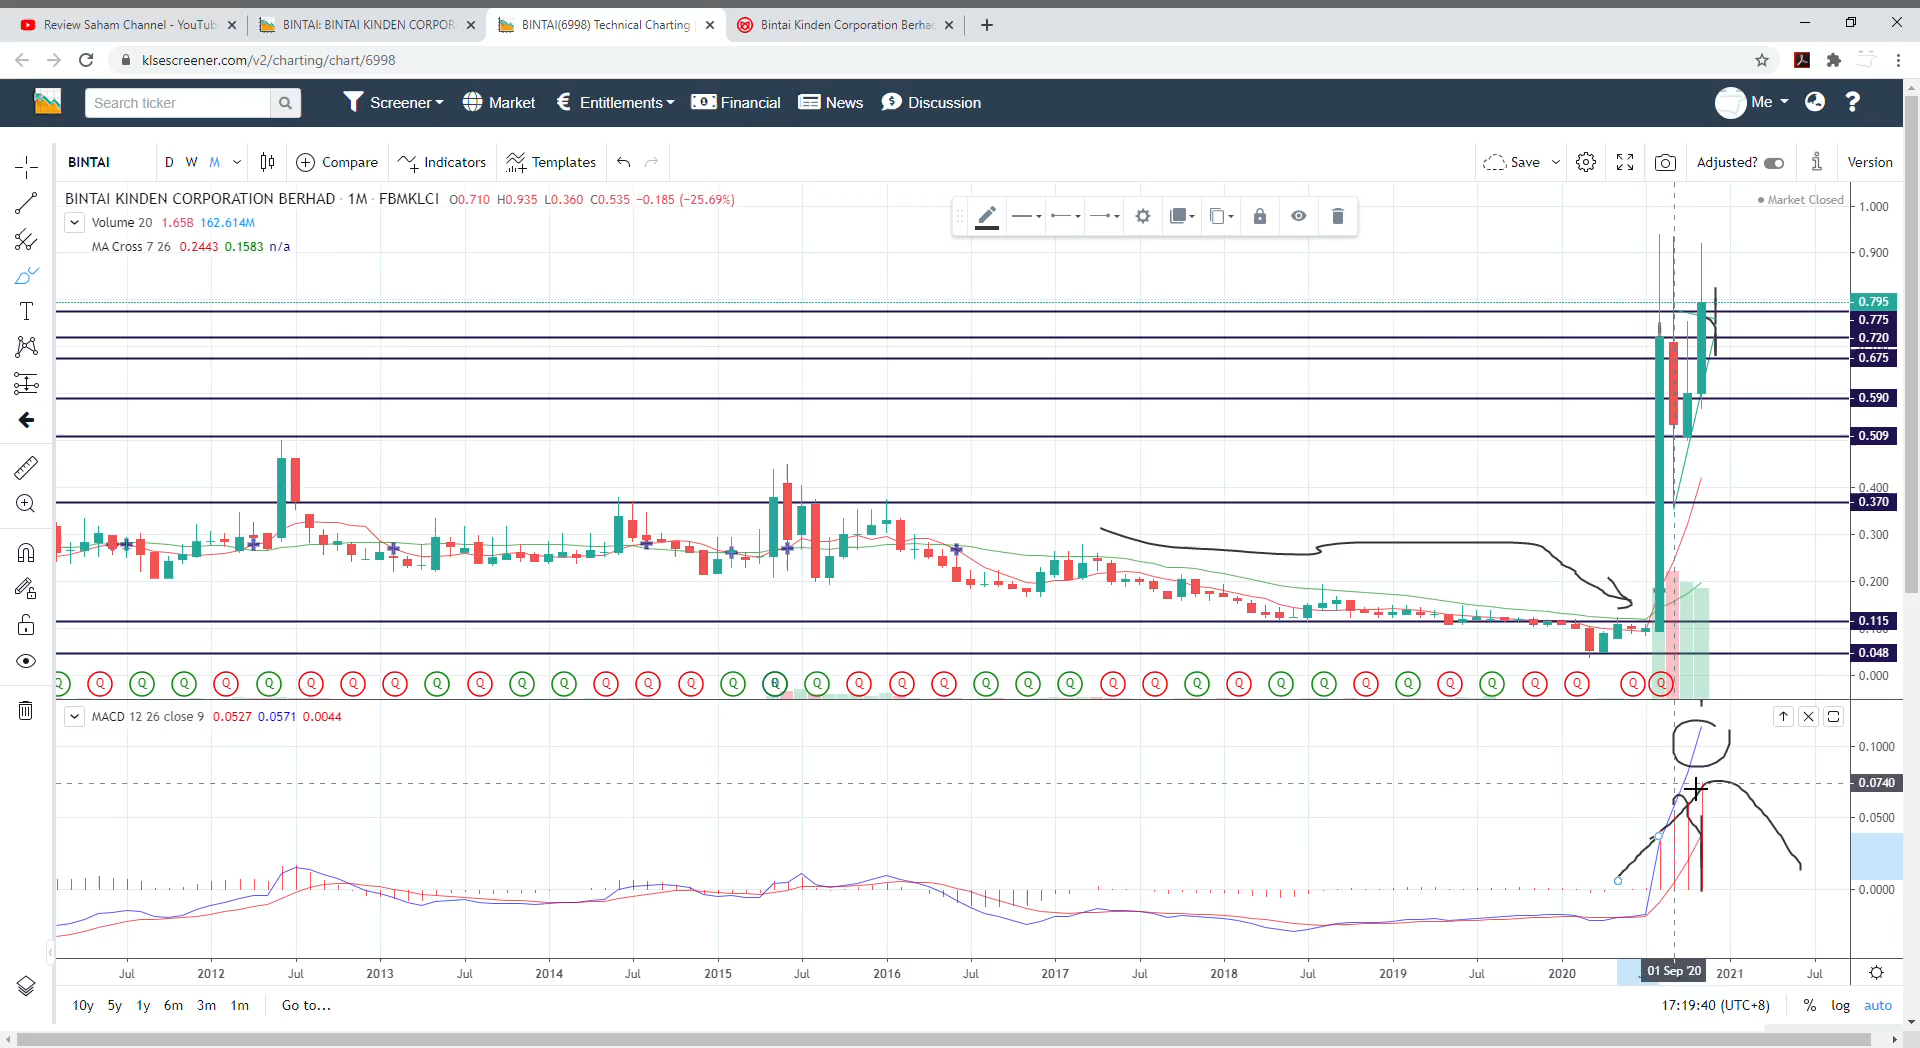 Review Saham Channel - YouTub
BINTAI: BINTAI KINDEN CORPOR
BINTAI(6998) Technical Charting
Bintai Kinden Corporation Berhad
klsescreener.com/v2/charting/chart/6998
Search ticker
Screener
Market
€ Entitlements
Financial
News
Discussion
Me
?
BINTAI
D W M
Compare
Indicators
Templates
Save
Adjusted?
Version
BINTAI KINDEN CORPORATION BERHAD · 1M · FBMKLCI O0.710 H0.935 L0.360 C0.535 −0.185 (−25.69%)
Market Closed
Volume 20 1.65B 162.614M
MA Cross 7 26 0.2443 0.1583 n/a
1.000
0.900
0.795
0.775
0.720
0.675
0.590
0.509
0.400
0.370
0.300
0.200
0.115
0.100
0.048
0.000
Q Q Q Q Q Q Q Q Q Q Q Q Q Q Q Q Q Q Q Q Q Q Q Q Q Q Q Q Q Q Q Q Q Q Q Q Q Q Q
MACD 12 26 close 9 0.0527 0.0571 0.0044
0.1000
0.0740
0.0500
0.0000
Jul 2012 Jul 2013 Jul 2014 Jul 2015 Jul 2016 Jul 2017 Jul 2018 Jul 2019 Jul 2020 01 Sep '20 2021 Jul
10y 5y 1y 6m 3m 1m Go to...
17:19:40 (UTC+8) % log auto